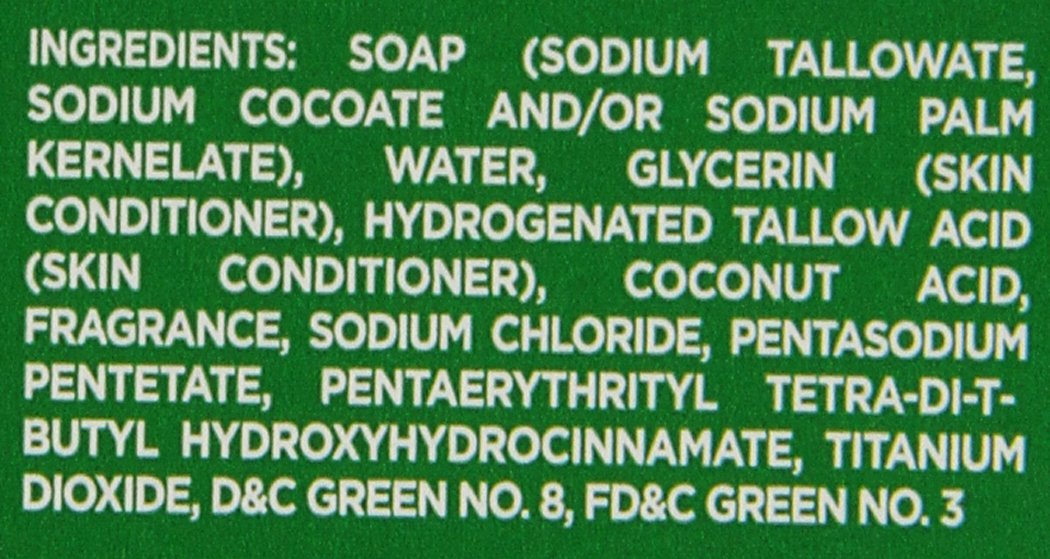 INGREDIENTS: SOAP (SODIUM TALLOWATE,
SODIUM COCOATE AND/OR SODIUM PALM
KERNELATE), WATER, GLYCERIN (SKIN
CONDITIONER), HYDROGENATED TALLOW ACID
(SKIN CONDITIONER), COCONUT ACID,
FRAGRANCE, SODIUM CHLORIDE, PENTASODIUM
PENTETATE, PENTAERYTHRITYL TETRA-DI-T-
BUTYL HYDROXYHYDROCINNAMATE, TITANIUM
DIOXIDE, D&C GREEN NO. 8, FD&C GREEN NO. 3